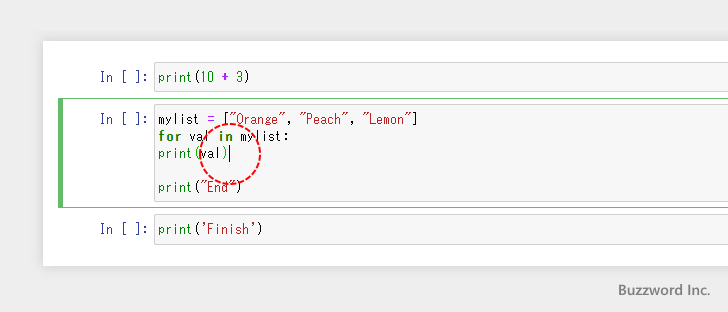 In [ ]: print(10 + 3)
In [ ]: mylist = ["Orange", "Peach", "Lemon"]
for val in mylist:
print(val)
print("End")
In [ ]: print('Finish')
Buzzword Inc.